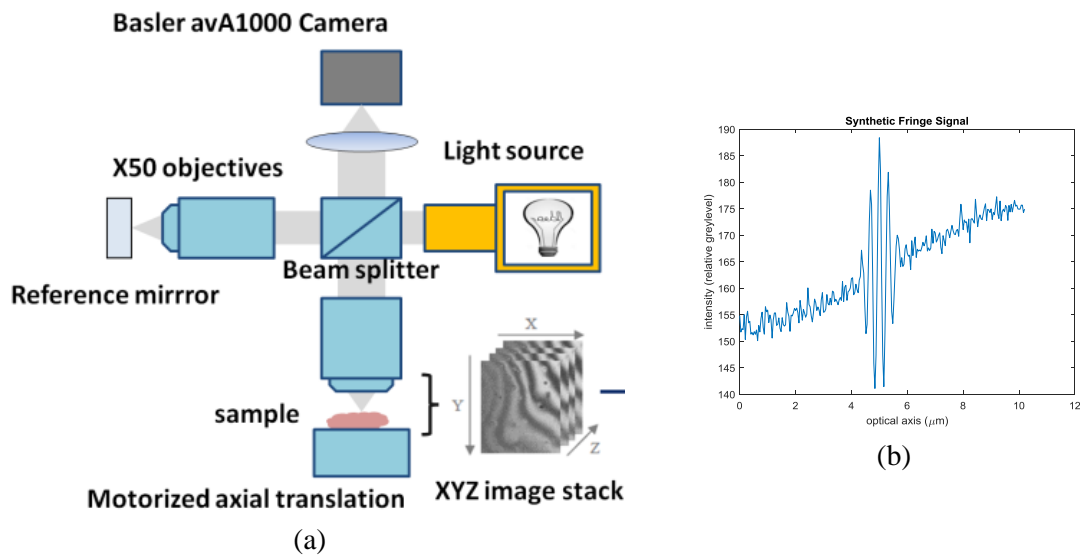 Basler avA1000 Camera
X50 objectives
Light source
Beam splitter
Reference mirrror
X
Y
Z
sample
Motorized axial translation
XYZ image stack
(a)
Synthetic Fringe Signal
190
185
180
175
170
165
160
155
150
145
140
intensity (relative greylevel)
0
2
4
6
8
10
12
optical axis (μm)
(b)